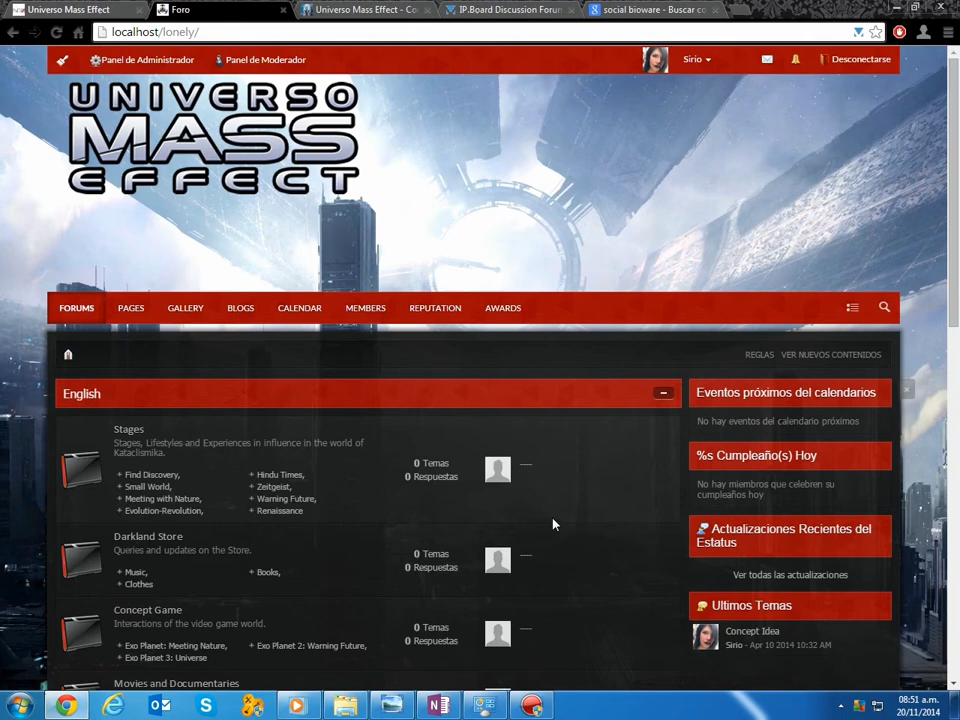 Universo Mass Effect
Foro
Universo Mass Effect - Co
IP.Board Discussion Forum
social bioware - Buscar co
localhost/lonely/
Panel de Administrador
Panel de Moderador
Sirio
Desconectarse
UNIVERSO
MASS
EFFECT
FORUMS
PAGES
GALLERY
BLOGS
CALENDAR
MEMBERS
REPUTATION
AWARDS
REGLAS
VER NUEVOS CONTENIDOS
English
Stages
Stages, Lifestyles and Experiences in influence in the world of
Kataclismika.
+ Find Discovery,
+ Hindu Times,
+ Small World,
+ Zeitgeist,
+ Meeting with Nature,
+ Warning Future,
+ Evolution-Revolution,
+ Renaissance
0 Temas
0 Respuestas
Darkland Store
Queries and updates on the Store.
+ Music,
+ Books,
+ Clothes
0 Temas
0 Respuestas
Concept Game
Interactions of the video game world.
+ Exo Planet: Meeting Nature,
+ Exo Planet 2: Warning Future,
+ Exo Planet 3: Universe
0 Temas
0 Respuestas
Movies and Documentaries
Eventos próximos del calendarios
No hay eventos del calendario próximos
%s Cumpleaño(s) Hoy
No hay miembros que celebren su
cumpleaños hoy
Actualizaciones Recientes del
Estatus
Ver todas las actualizaciones
Ultimos Temas
Concept Idea
Sirio - Apr 10 2014 10:32 AM
08:51 a.m.
20/11/2014